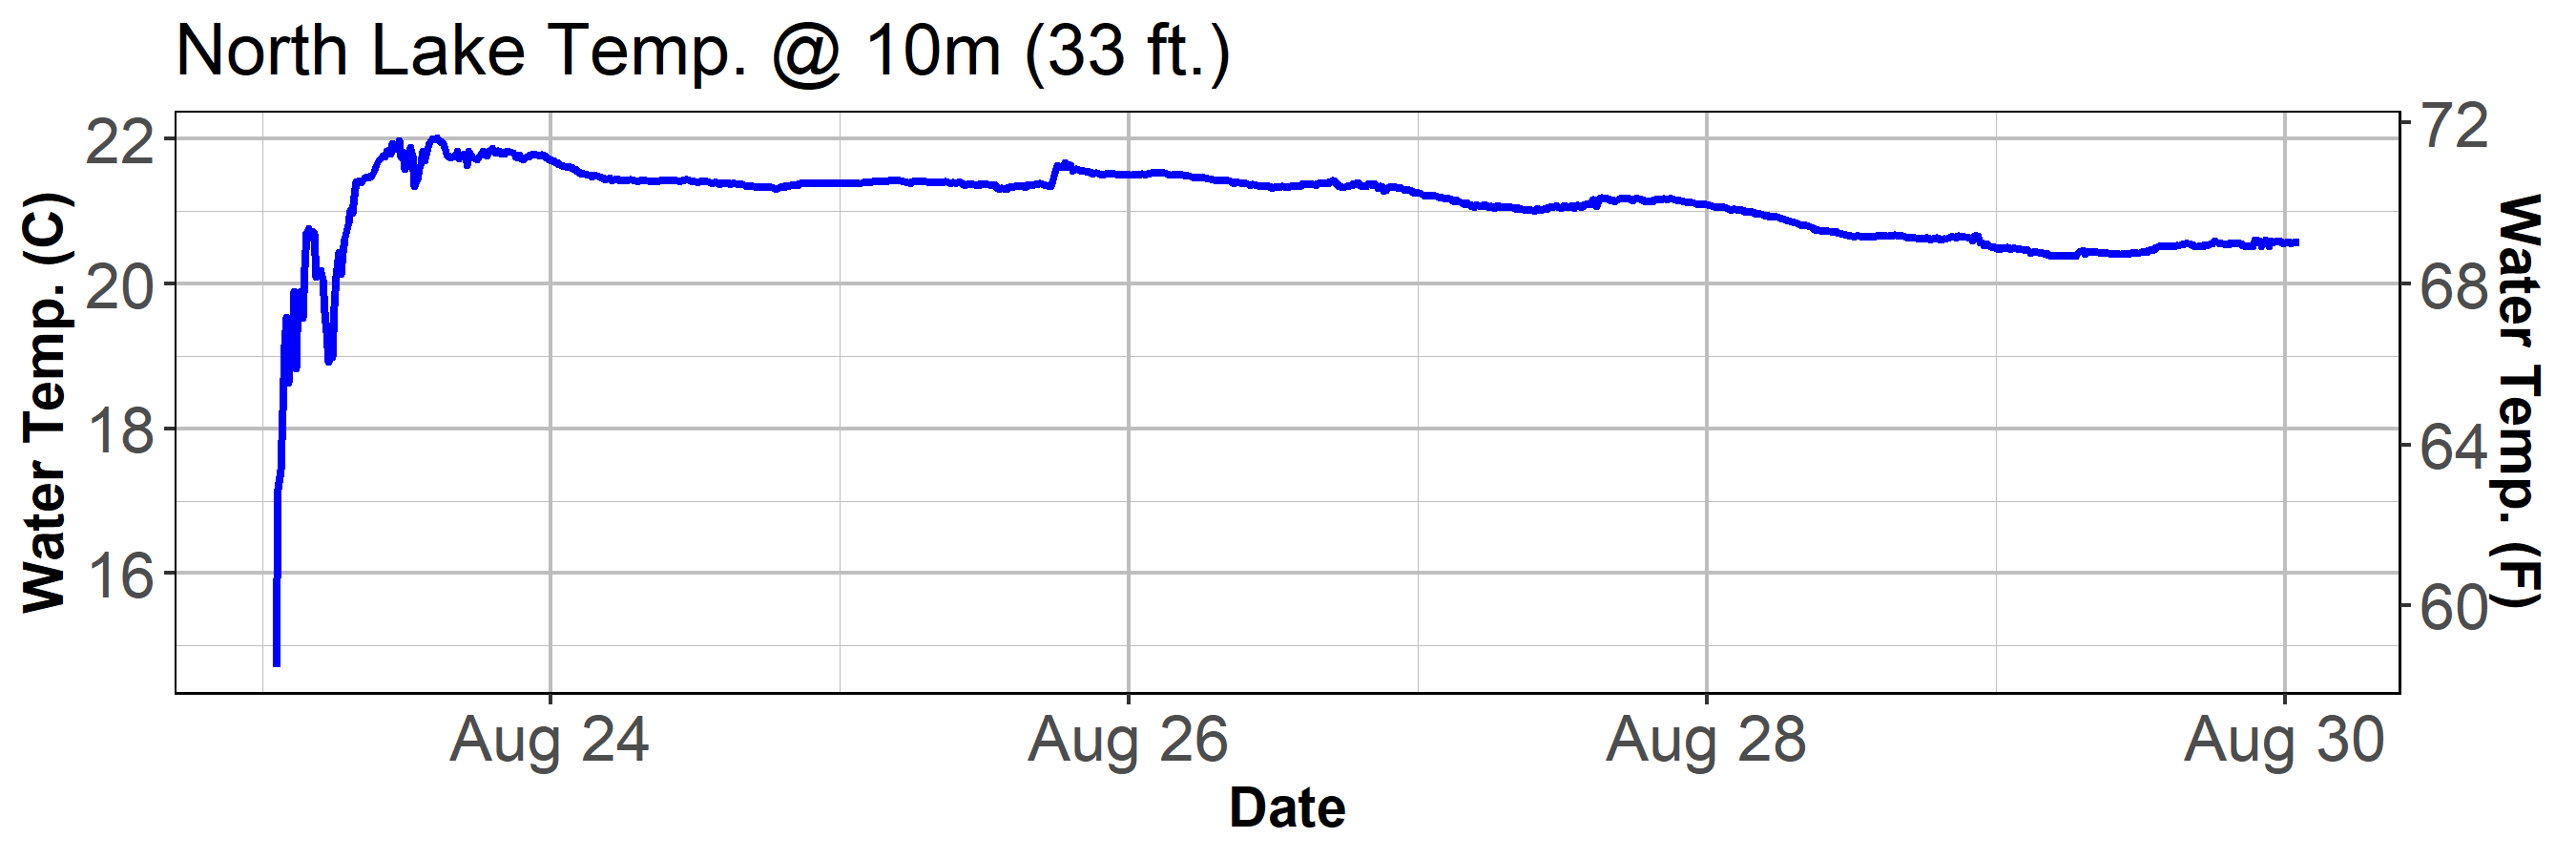 North Lake Temp. @ 10m (33 ft.)
Water Temp. (C)
22
20
18
16
72
68
64
60
Water Temp. (F)
Aug 24
Aug 26
Aug 28
Aug 30
Date